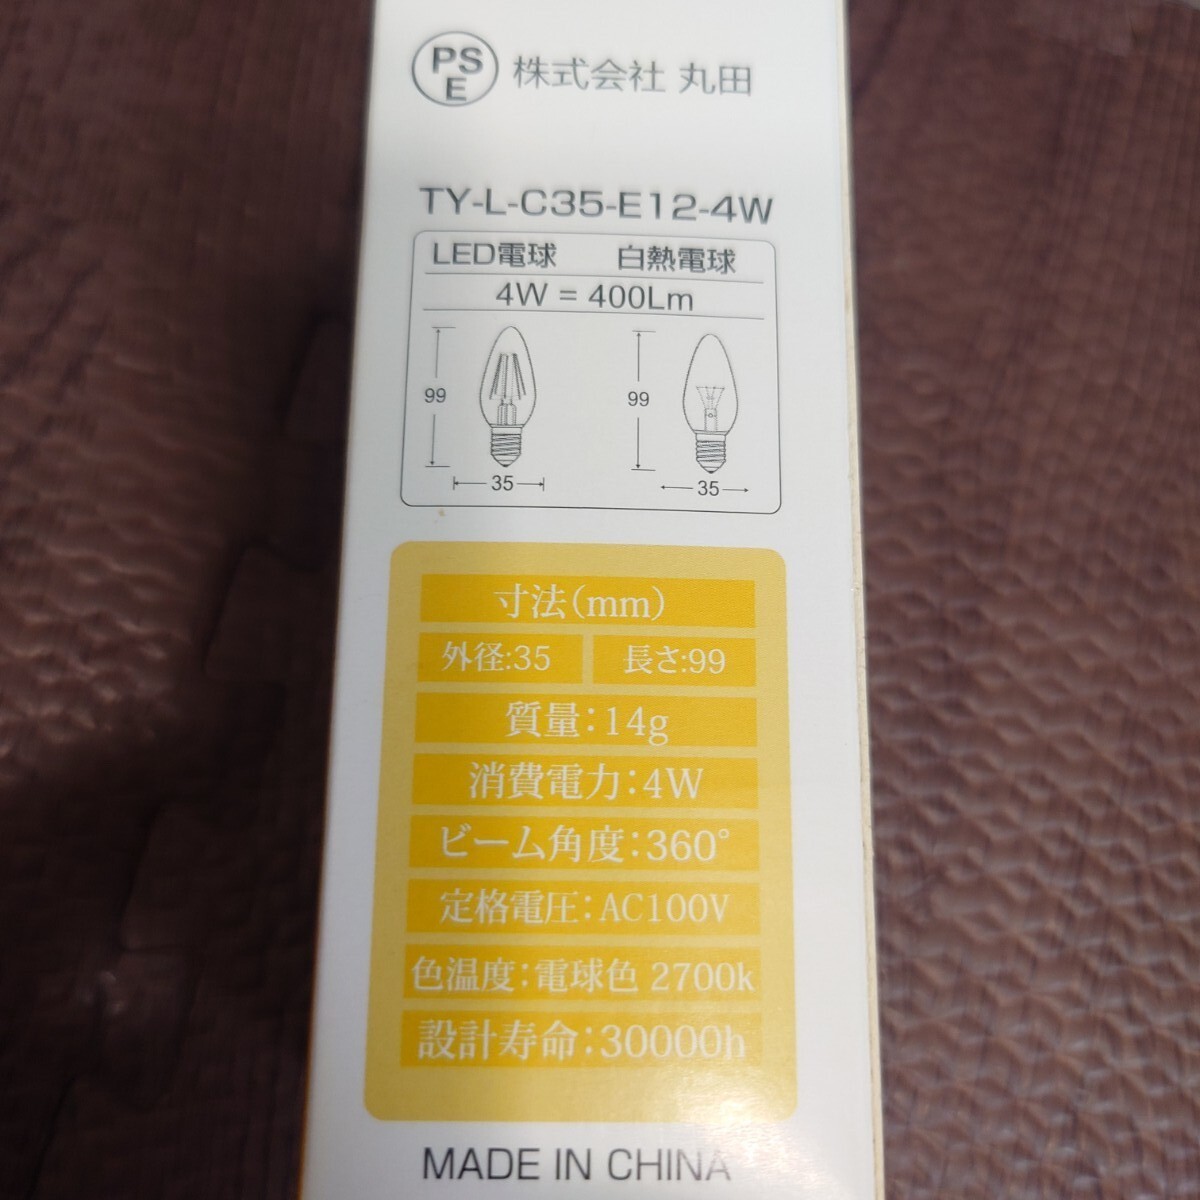 PS
E
株式会社 丸田
TY-L-C35-E12-4W
LED電球 白熱電球
4W = 400Lm
99 99
35 35
寸法(mm)
外径:35 長さ:99
質量:14g
消費電力:4W
ビーム角度:360°
定格電圧:AC100V
色温度:電球色 2700k
設計寿命:30000h
MADE IN CHINA